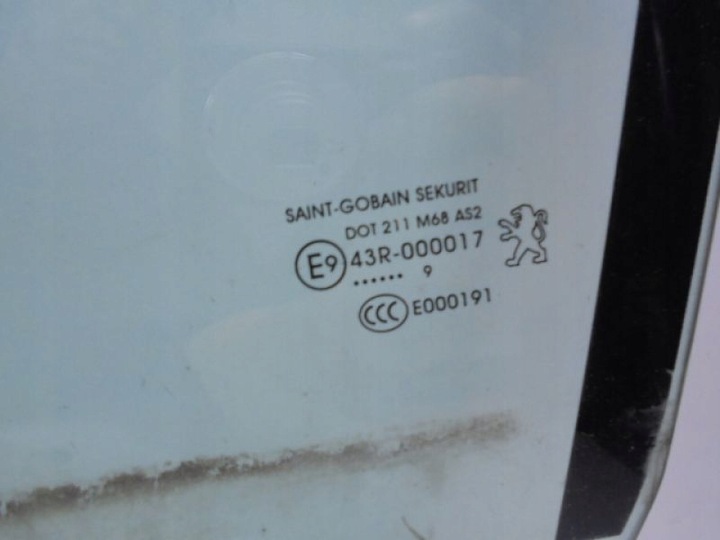 SAINT-GOBAIN SEKURIT
DOT 211 M68 AS2
E9 43R-000017
...... 9
CCC E000191